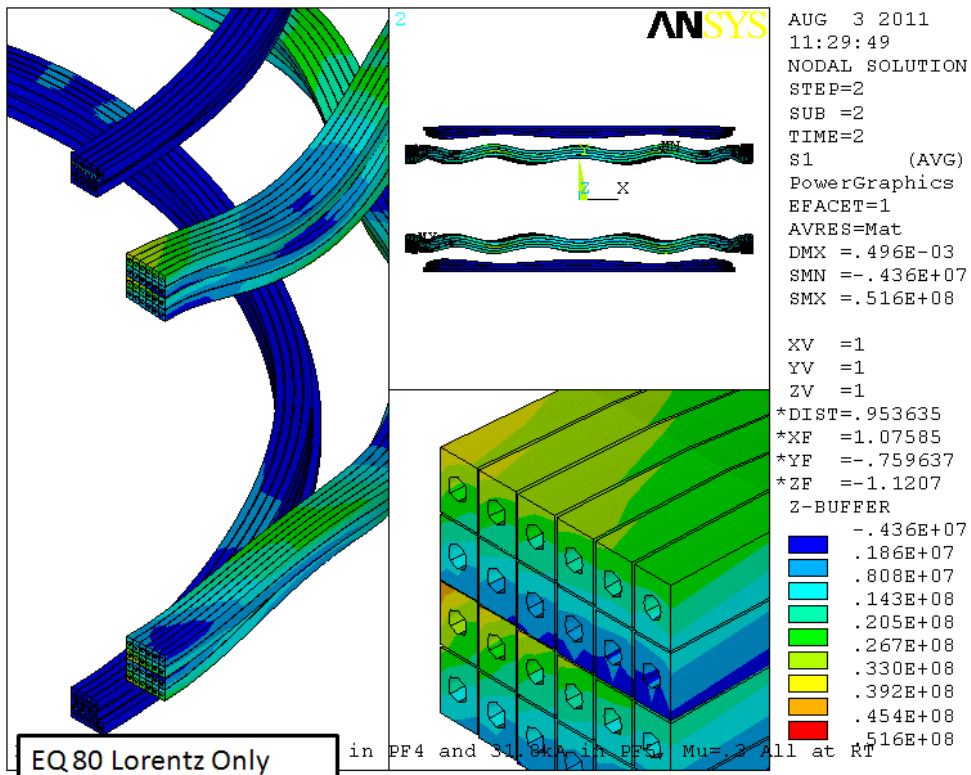 2
ANSYS
AUG 3 2011
11:29:49
NODAL SOLUTION
STEP=2
SUB =2
TIME=2
S1 (AVG)
PowerGraphics
EFACET=1
AVRES=Mat
DMX =.496E-03
SMN =-.436E+07
SMX =.516E+08
XV =1
YV =1
ZV =1
*DIST=.953635
*XF =1.07585
*YF =-.759637
*ZF =-1.1207
Z-BUFFER
-.436E+07
.186E+07
.808E+07
.143E+08
.205E+08
.267E+08
.330E+08
.392E+08
.454E+08
.516E+08
MN
Y
Z X
MX
EQ 80 Lorentz Only
in PF4 and 31.8kA in PF5, Mu=.3 All at RT